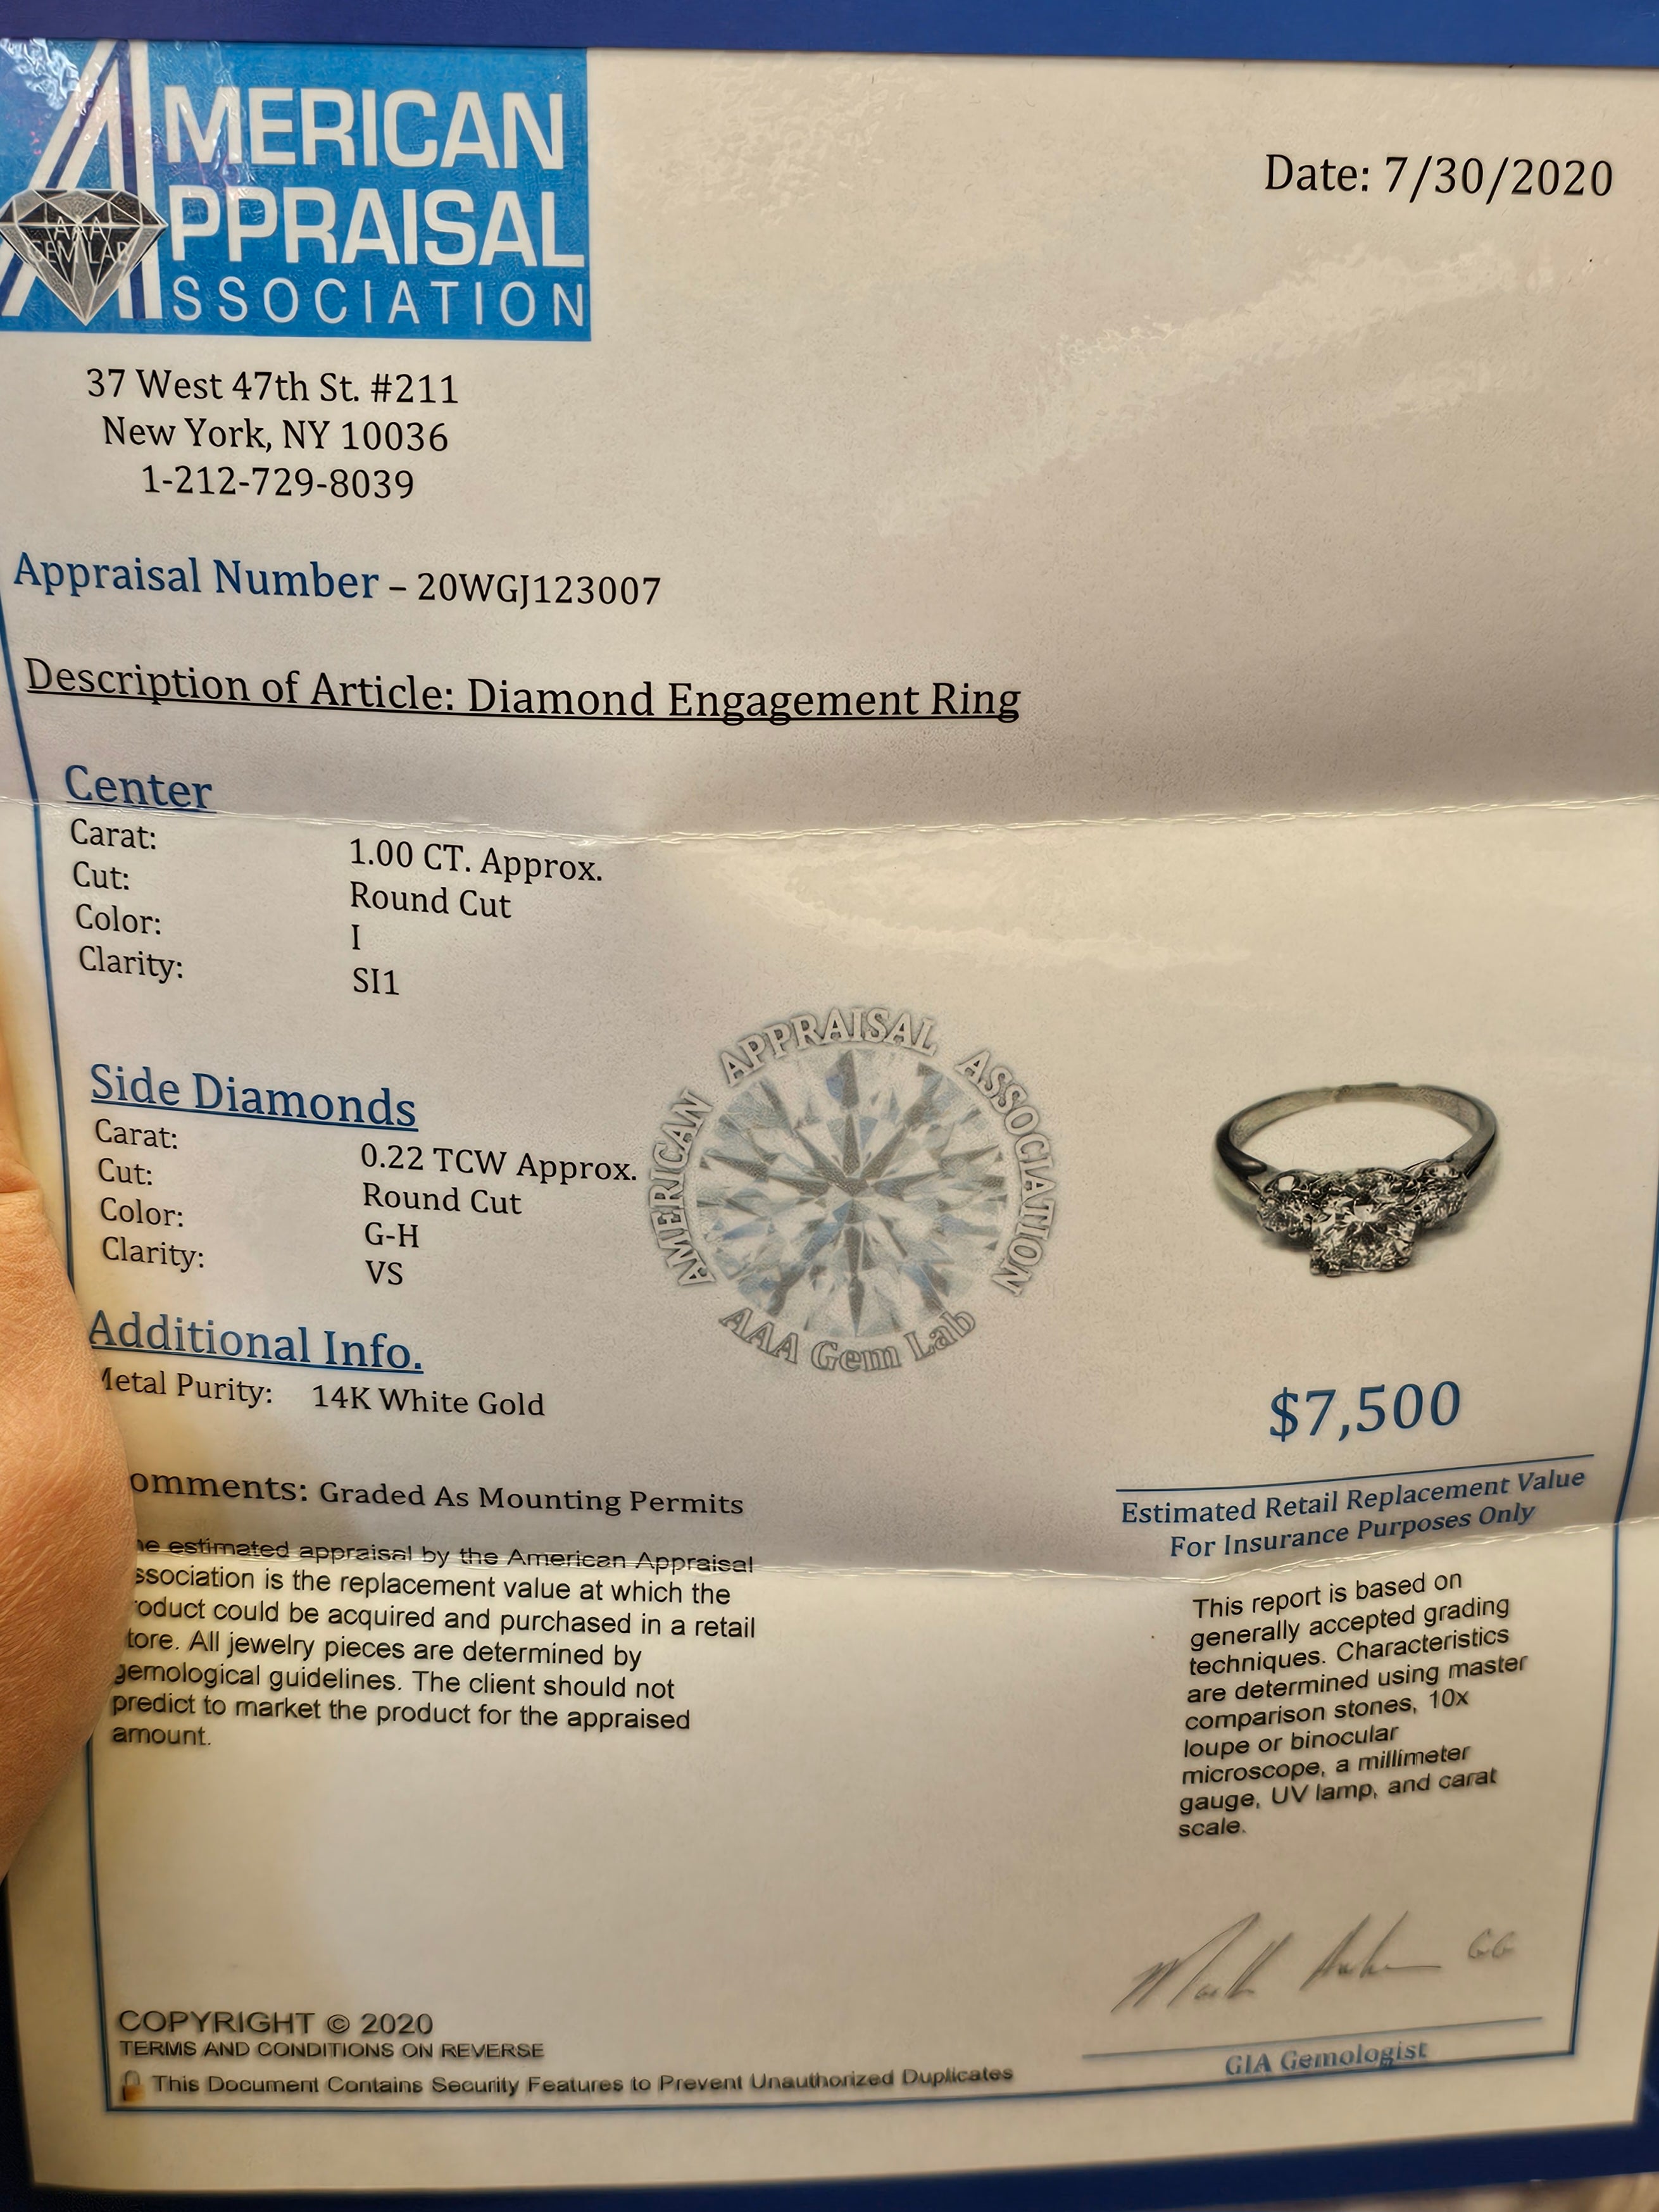 AMERICAN
APPRAISAL
ASSOCIATION
AAA
GEM LAB
Date: 7/30/2020
37 West 47th St. #211
New York, NY 10036
1-212-729-8039
Appraisal Number – 20WGJ123007
Description of Article: Diamond Engagement Ring
Center
Carat: 1.00 CT. Approx.
Cut: Round Cut
Color: I
Clarity: SI1
Side Diamonds
Carat: 0.22 TCW Approx.
Cut: Round Cut
Color: G-H
Clarity: VS
AMERICAN APPRAISAL ASSOCIATION
AAA Gem Lab
Additional Info.
Metal Purity: 14K White Gold
omments: Graded As Mounting Permits
he estimated appraisal by the American Appraisal
ssociation is the replacement value at which the
roduct could be acquired and purchased in a retail
tore. All jewelry pieces are determined by
gemological guidelines. The client should not
predict to market the product for the appraised
amount.
$7,500
Estimated Retail Replacement Value
For Insurance Purposes Only
This report is based on
generally accepted grading
techniques. Characteristics
are determined using master
comparison stones, 10x
loupe or binocular
microscope, a millimeter
gauge, UV lamp, and carat
scale.
GG
GIA Gemologist
COPYRIGHT © 2020
TERMS AND CONDITIONS ON REVERSE
This Document Contains Security Features to Prevent Unauthorized Duplicates